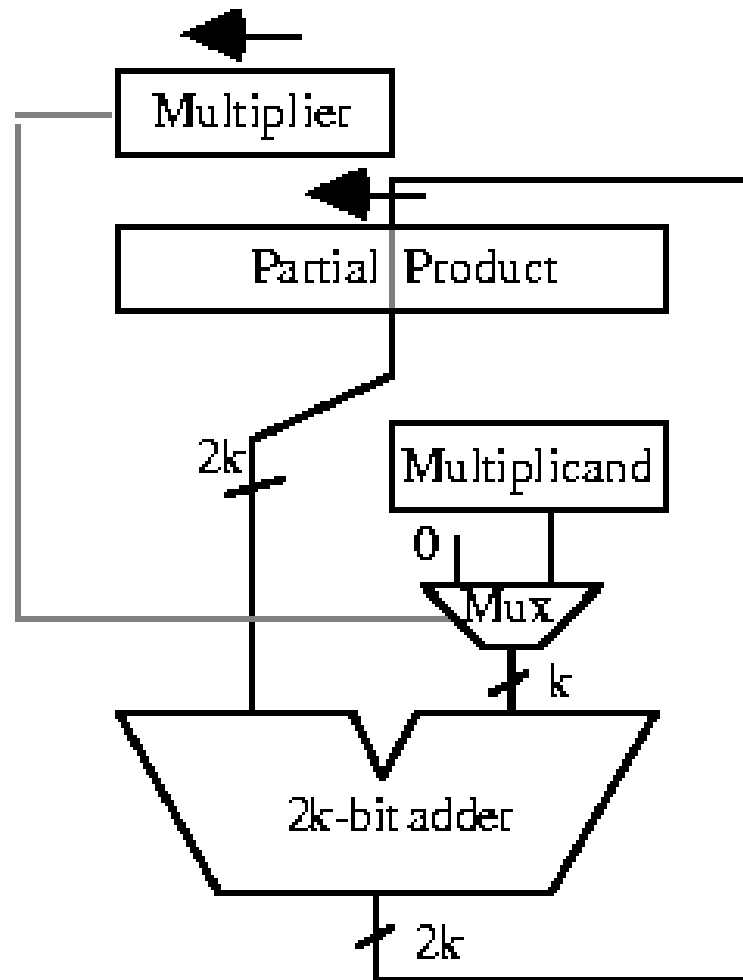 Multiplier
Partial Product
2k
Multiplicand
0
Mux
k
2k-bit adder
2k